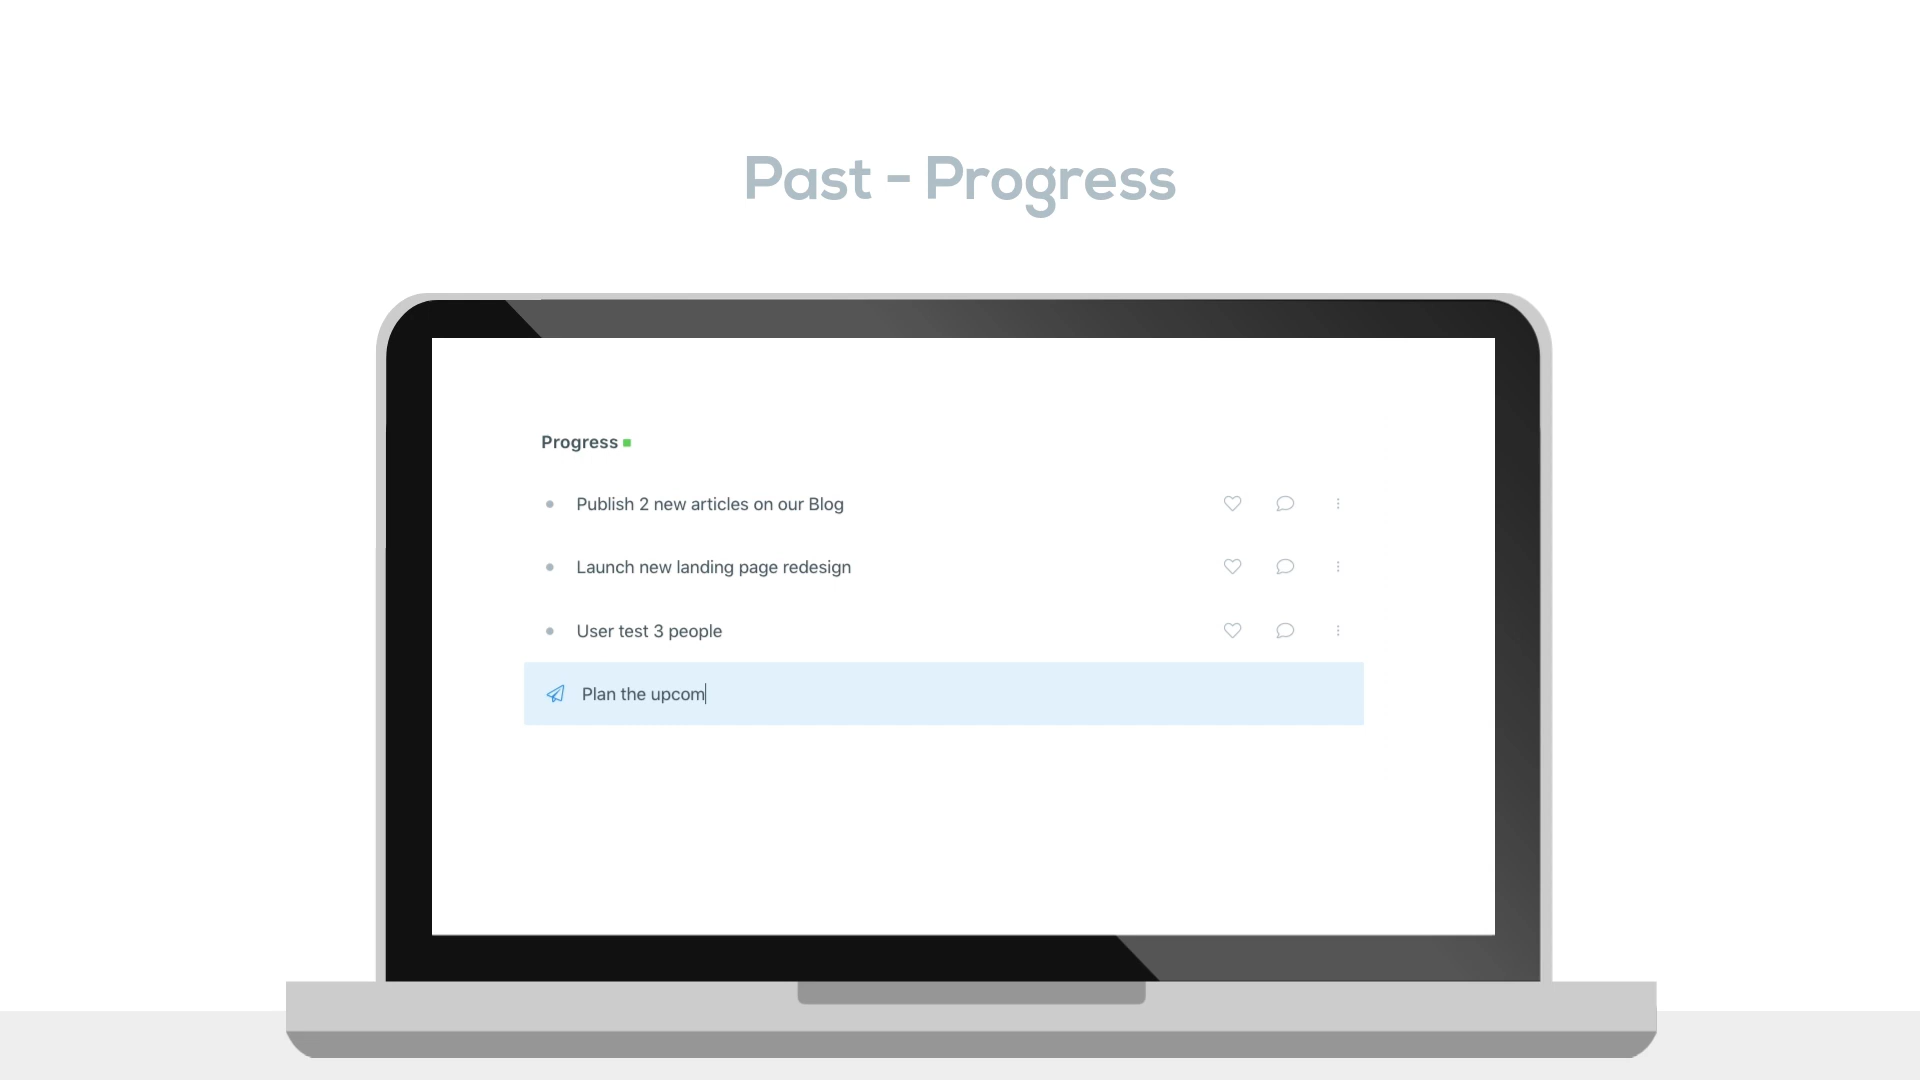 Past - Progress
Progress
Publish 2 new articles on our Blog
Launch new landing page redesign
User test 3 people
Plan the upcom